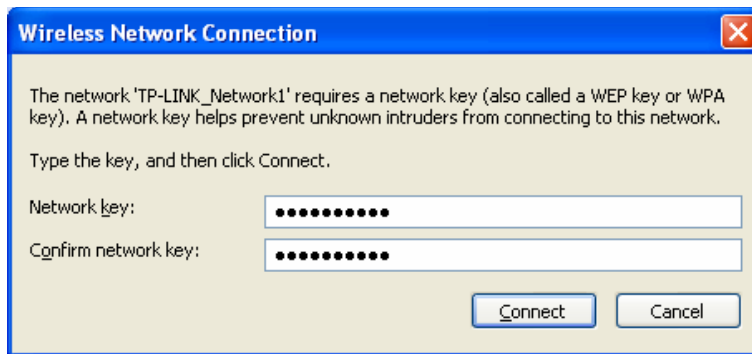 Wireless Network Connection
The network 'TP-LINK_Network1' requires a network key (also called a WEP key or WPA
key). A network key helps prevent unknown intruders from connecting to this network.
Type the key, and then click Connect.
Network key: ••••••••••
Confirm network key: ••••••••••
Connect Cancel